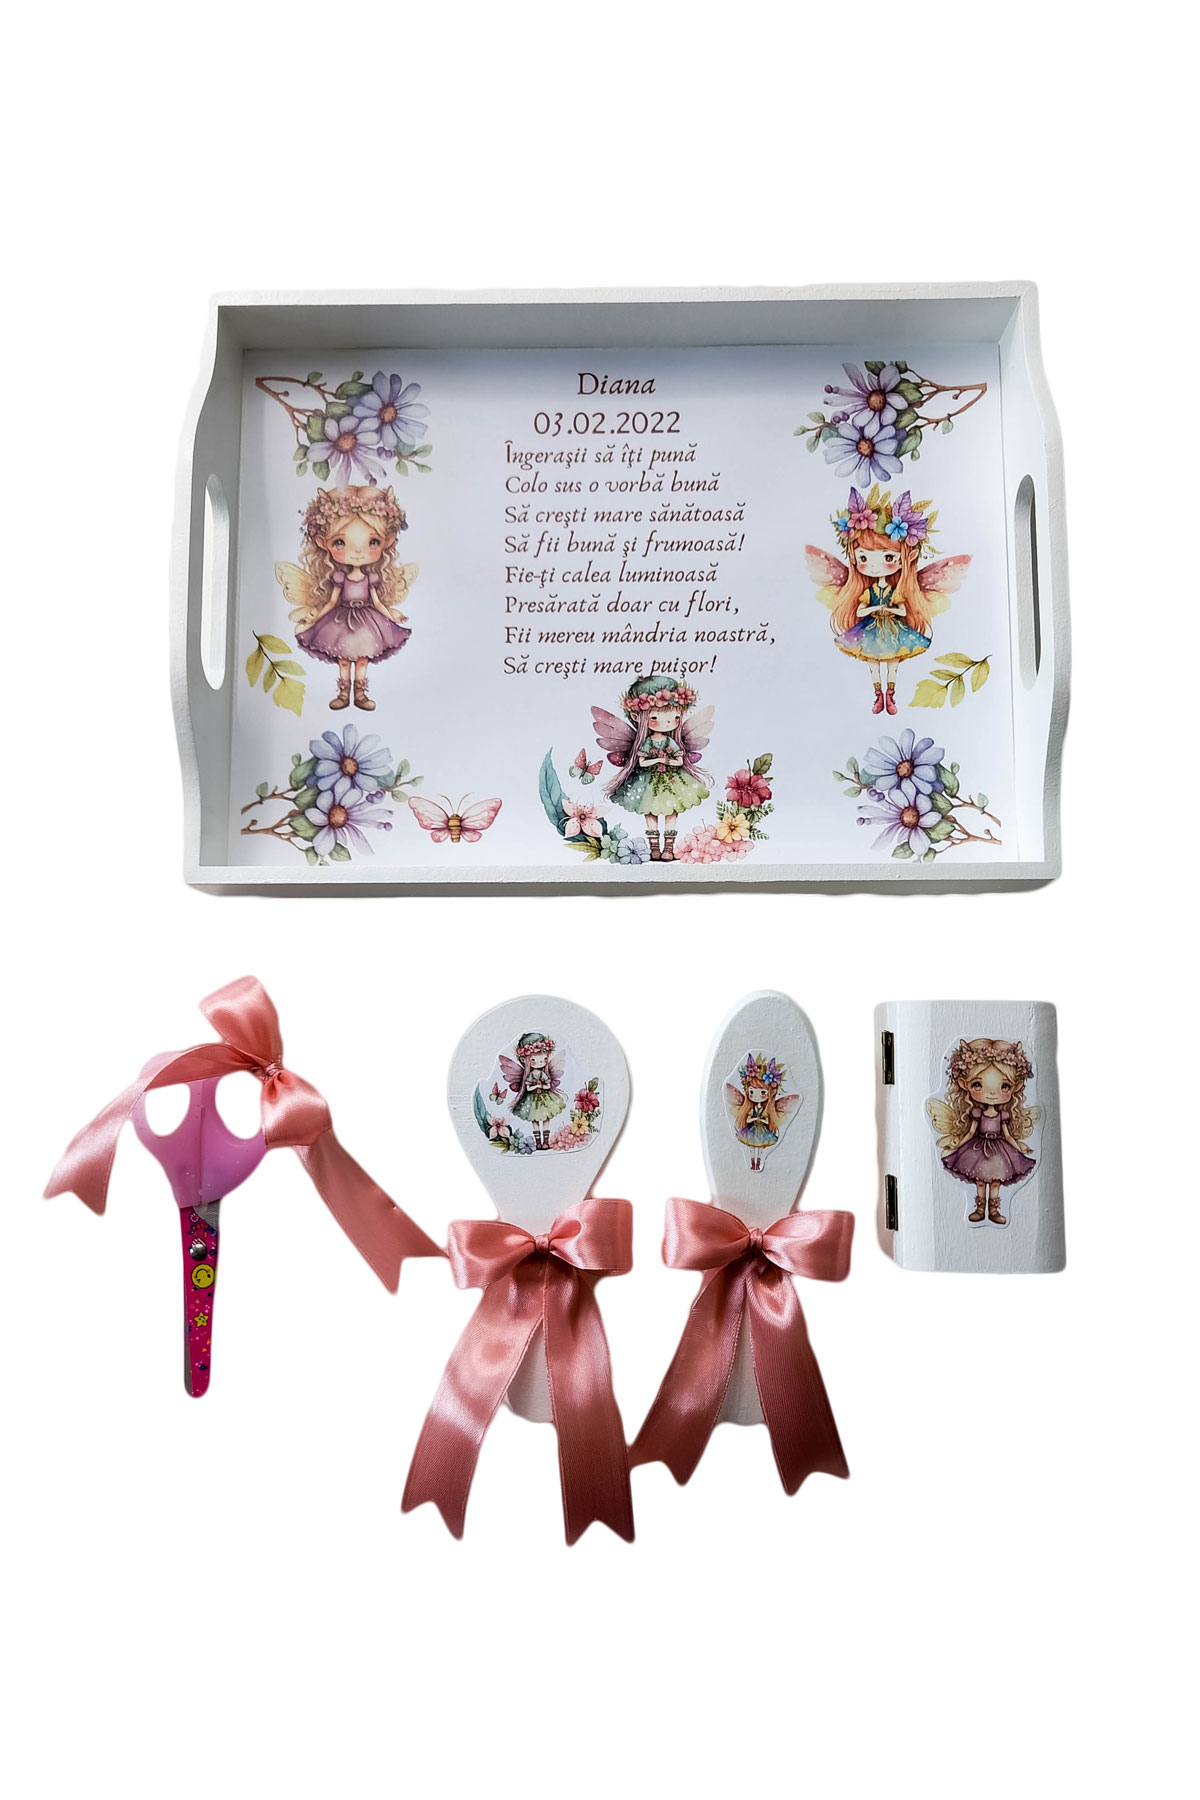 Diana
03.02.2022
Îngeraşii să îţi pună
Colo sus o vorbă bună
Să creşti mare sănătoasă
Să fii bună şi frumoasă!
Fie-ţi calea luminoasă
Presărată doar cu flori,
Fii mereu mândria noastră,
Să creşti mare puişor!